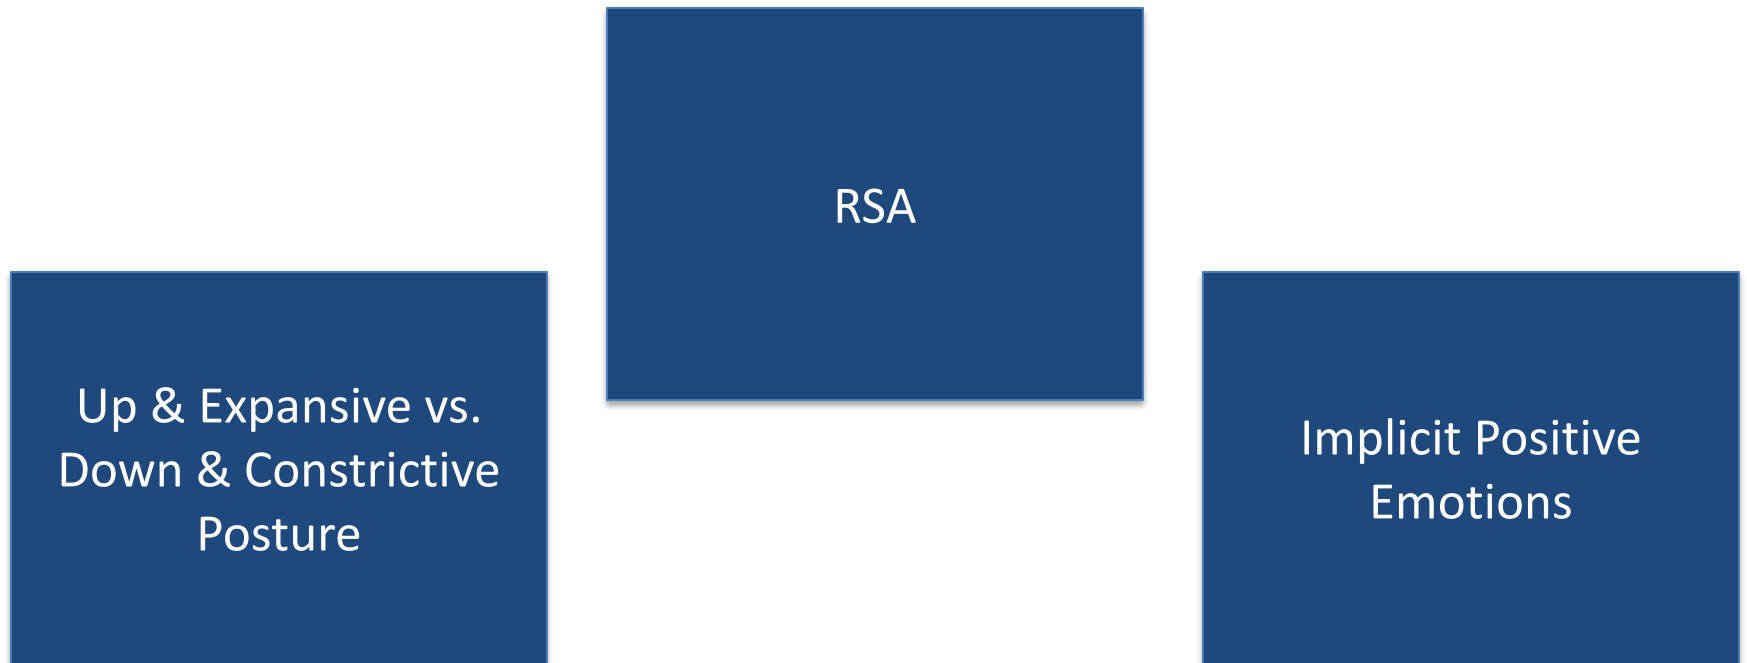 RSA
Up & Expansive vs.
Down & Constrictive
Posture
Implicit Positive
Emotions